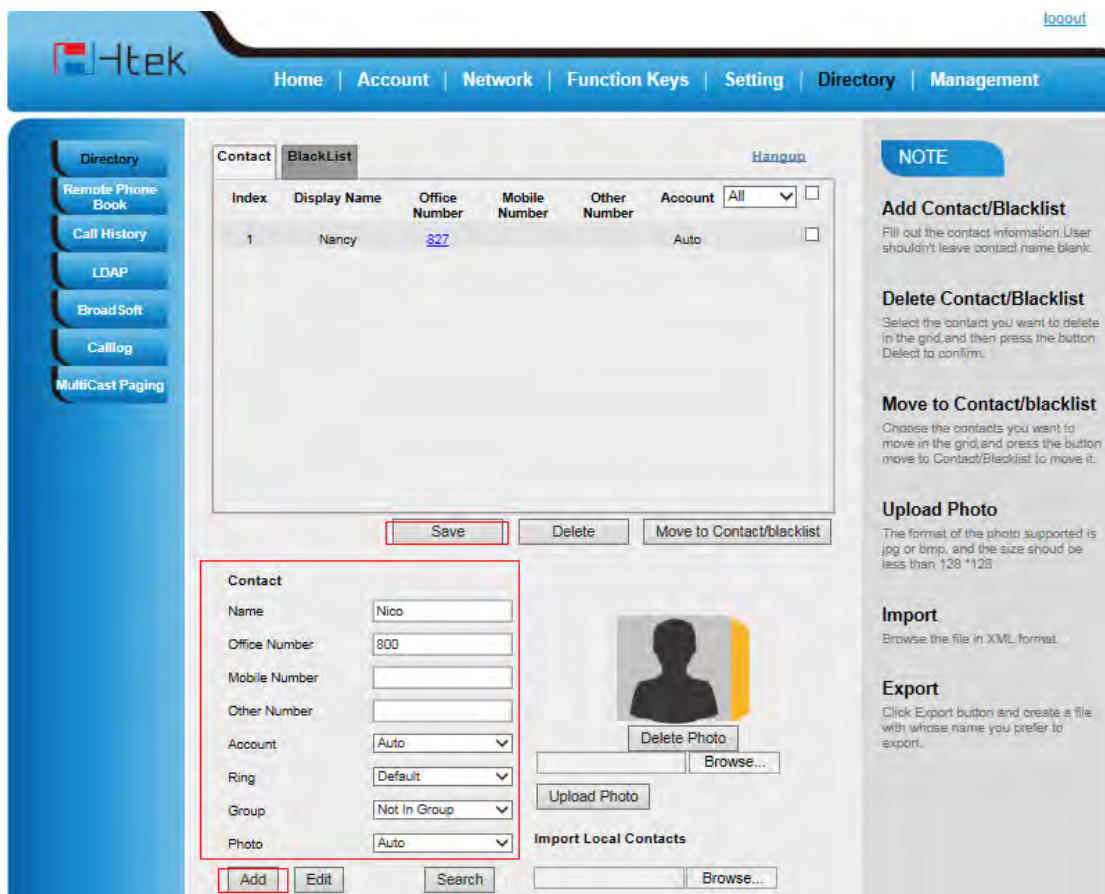 logout
Htek
Home | Account | Network | Function Keys | Setting | Directory | Management
Directory
Remote Phone
Book
Call History
LDAP
BroadSoft
Calllog
MultiCast Paging
Contact BlackList Hangup
Index Display Name Office Number Mobile Number Other Number Account All
1 Nancy 827 Auto
Save Delete Move to Contact/blacklist
Contact
Name Nico
Office Number 800
Mobile Number
Other Number
Account Auto
Ring Default
Group Not In Group
Photo Auto
Add Edit Search
Delete Photo
Browse...
Upload Photo
Import Local Contacts
Browse...
NOTE
Add Contact/Blacklist
Fill out the contact information.User
shouldn't leave contact name blank.
Delete Contact/Blacklist
Select the contact you want to delete
in the grid,and then press the button
Delect to confirm.
Move to Contact/blacklist
Choose the contacts you want to
move in the grid,and press the button
move to Contact/Blacklist to move it.
Upload Photo
The format of the photo supported is
jpg or bmp, and the size shoud be
less than 128 *128
Import
Browse the file in XML format.
Export
Click Export button and create a file
with whose name you prefer to
export.